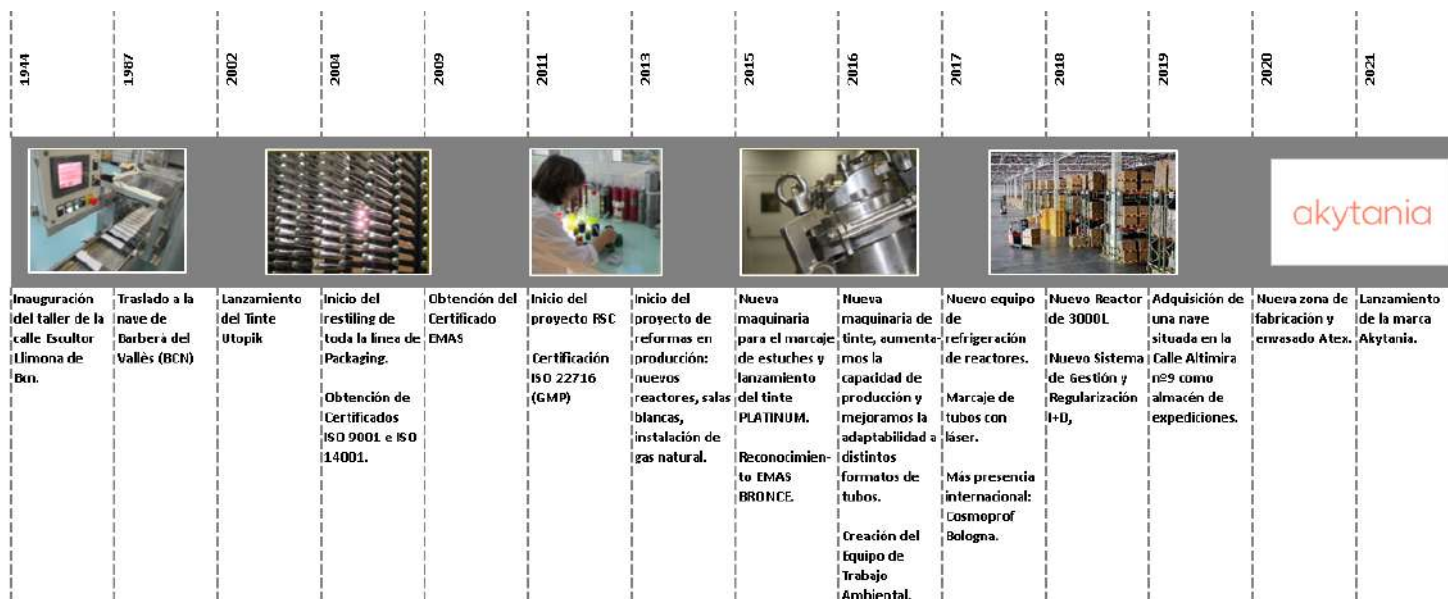 1944
1987
2002
2004
2009
2011
2013
2015
2016
2017
2018
2019
2020
2021
akytania
Inauguración
del taller de la
calle Escultor
Llimona de
Bcn.
Traslado a la
nave de
Barberà del
Vallès (BCN)
Lanzamiento
del Tinte
Utopik
Inicio del
restiling de
toda la línea de
Packaging.
Obtención de
Certificados
ISO 9001 e ISO
14001.
Obtención del
Certificado
EMAS
Inicio del
proyecto RSC
Certificación
ISO 22716
(GMP)
Inicio del
proyecto de
reformas en
producción:
nuevos
reactores, salas
blancas,
instalación de
gas natural.
Nueva
maquinaria
para el marcaje
de estuches y
lanzamiento
del tinte
PLATINUM.
Reconocimien-
to EMAS
BRONCE.
Nueva
maquinaria de
tinte, aumenta-
mos la
capacidad de
producción y
mejoramos la
adaptabilidad a
distintos
formatos de
tubos.
Creación del
Equipo de
Trabajo
Ambiental.
Nuevo equipo
de
refrigeración
de reactores.
Marcaje de
tubos con
láser.
Más presencia
internacional:
Cosmoprof
Bologna.
Nuevo Reactor
de 3000L
Nuevo Sistema
de Gestión y
Regularización
I+D,
Adquisición de
una nave
situada en la
Calle Altimira
nº9 como
almacén de
expediciones.
Nueva zona de
fabricación y
envasado Atex.
Lanzamiento
de la marca
Akytania.